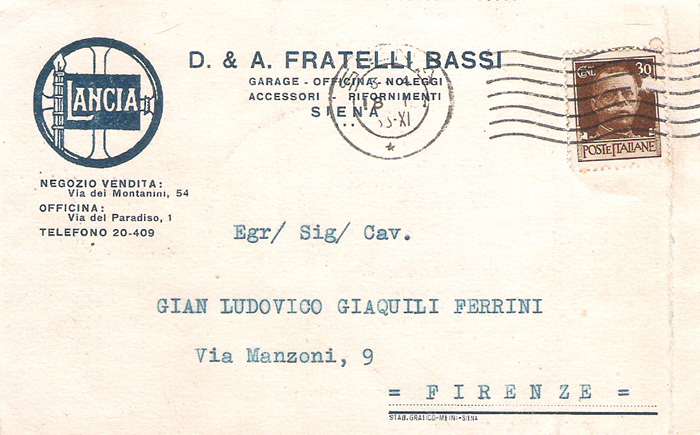 D. & A. FRATELLI BASSI
GARAGE - OFFICINA - NOLEGGI
ACCESSORI - RIFORNIMENTI
SIENA
LANCIA
CENT. 30
POSTE ITALIANE
NEGOZIO VENDITA:
Via dei Montanini, 54
OFFICINA:
Via del Paradiso, 1
TELEFONO 20-409
Egr/ Sig/ Cav.
GIAN LUDOVICO GIAQUILI FERRINI
Via Manzoni, 9
= FIRENZE =
STAB. GRAFICO-MEINI-SIENA